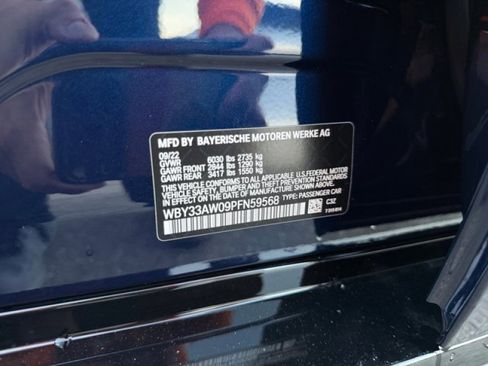 MFD BY BAYERISCHE MOTOREN WERKE AG
09/22
GVWR 6030 lbs 2735 kg
GAWR FRONT 2844 lbs 1290 kg
GAWR REAR 3417 lbs 1550 kg
THIS VEHICLE CONFORMS TO ALL APPLICABLE U.S.FEDERAL MOTOR
VEHICLE SAFETY, BUMPER, AND THEFT PREVENTION STANDARDS
IN EFFECT ON THE DATE OF MANUFACTURE SHOWN ABOVE.
WBY33AW09PFN59568 TYPE: PASSENGER CAR
C3Z